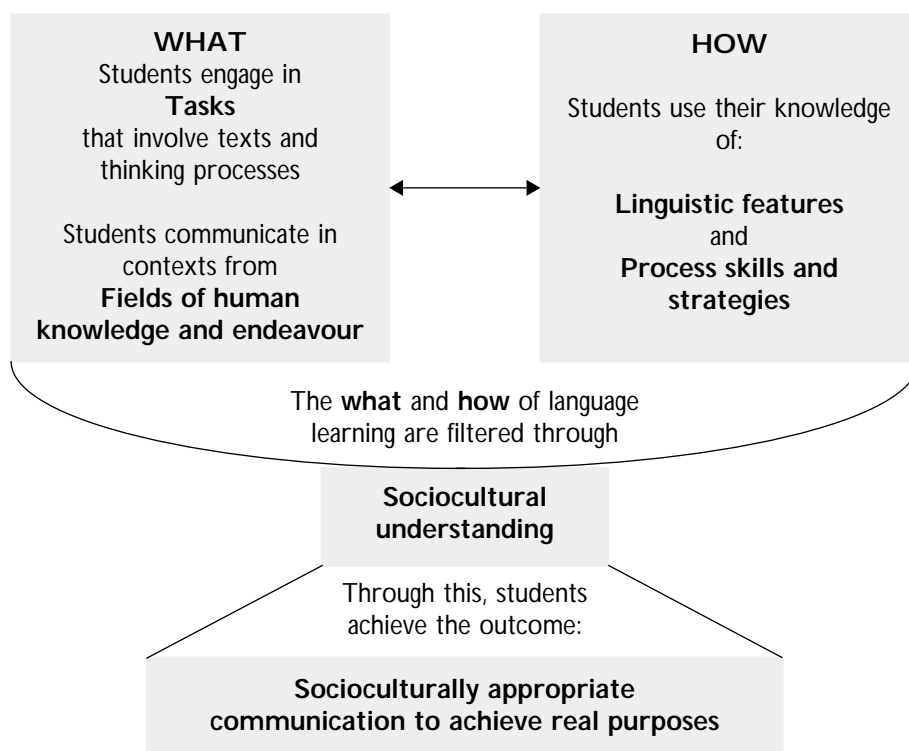 WHAT
Students engage in
Tasks
that involve texts and
thinking processes
Students communicate in
contexts from
Fields of human
knowledge and endeavour
HOW
Students use their knowledge
of:
Linguistic features
and
Process skills and
strategies
The what and how of language
learning are filtered through
Sociocultural
understanding
Through this, students
achieve the outcome:
Socioculturally appropriate
communication to achieve real purposes